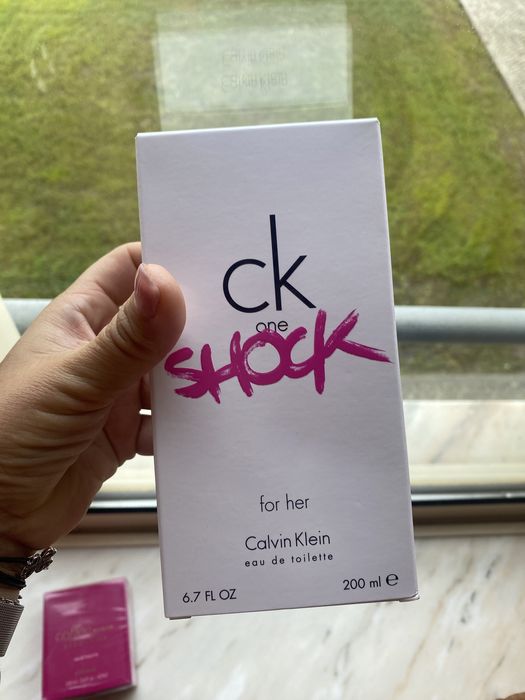 ck
one
SHOCK
for her
Calvin Klein
eau de toilette
6.7 FL OZ 200 ml ℮